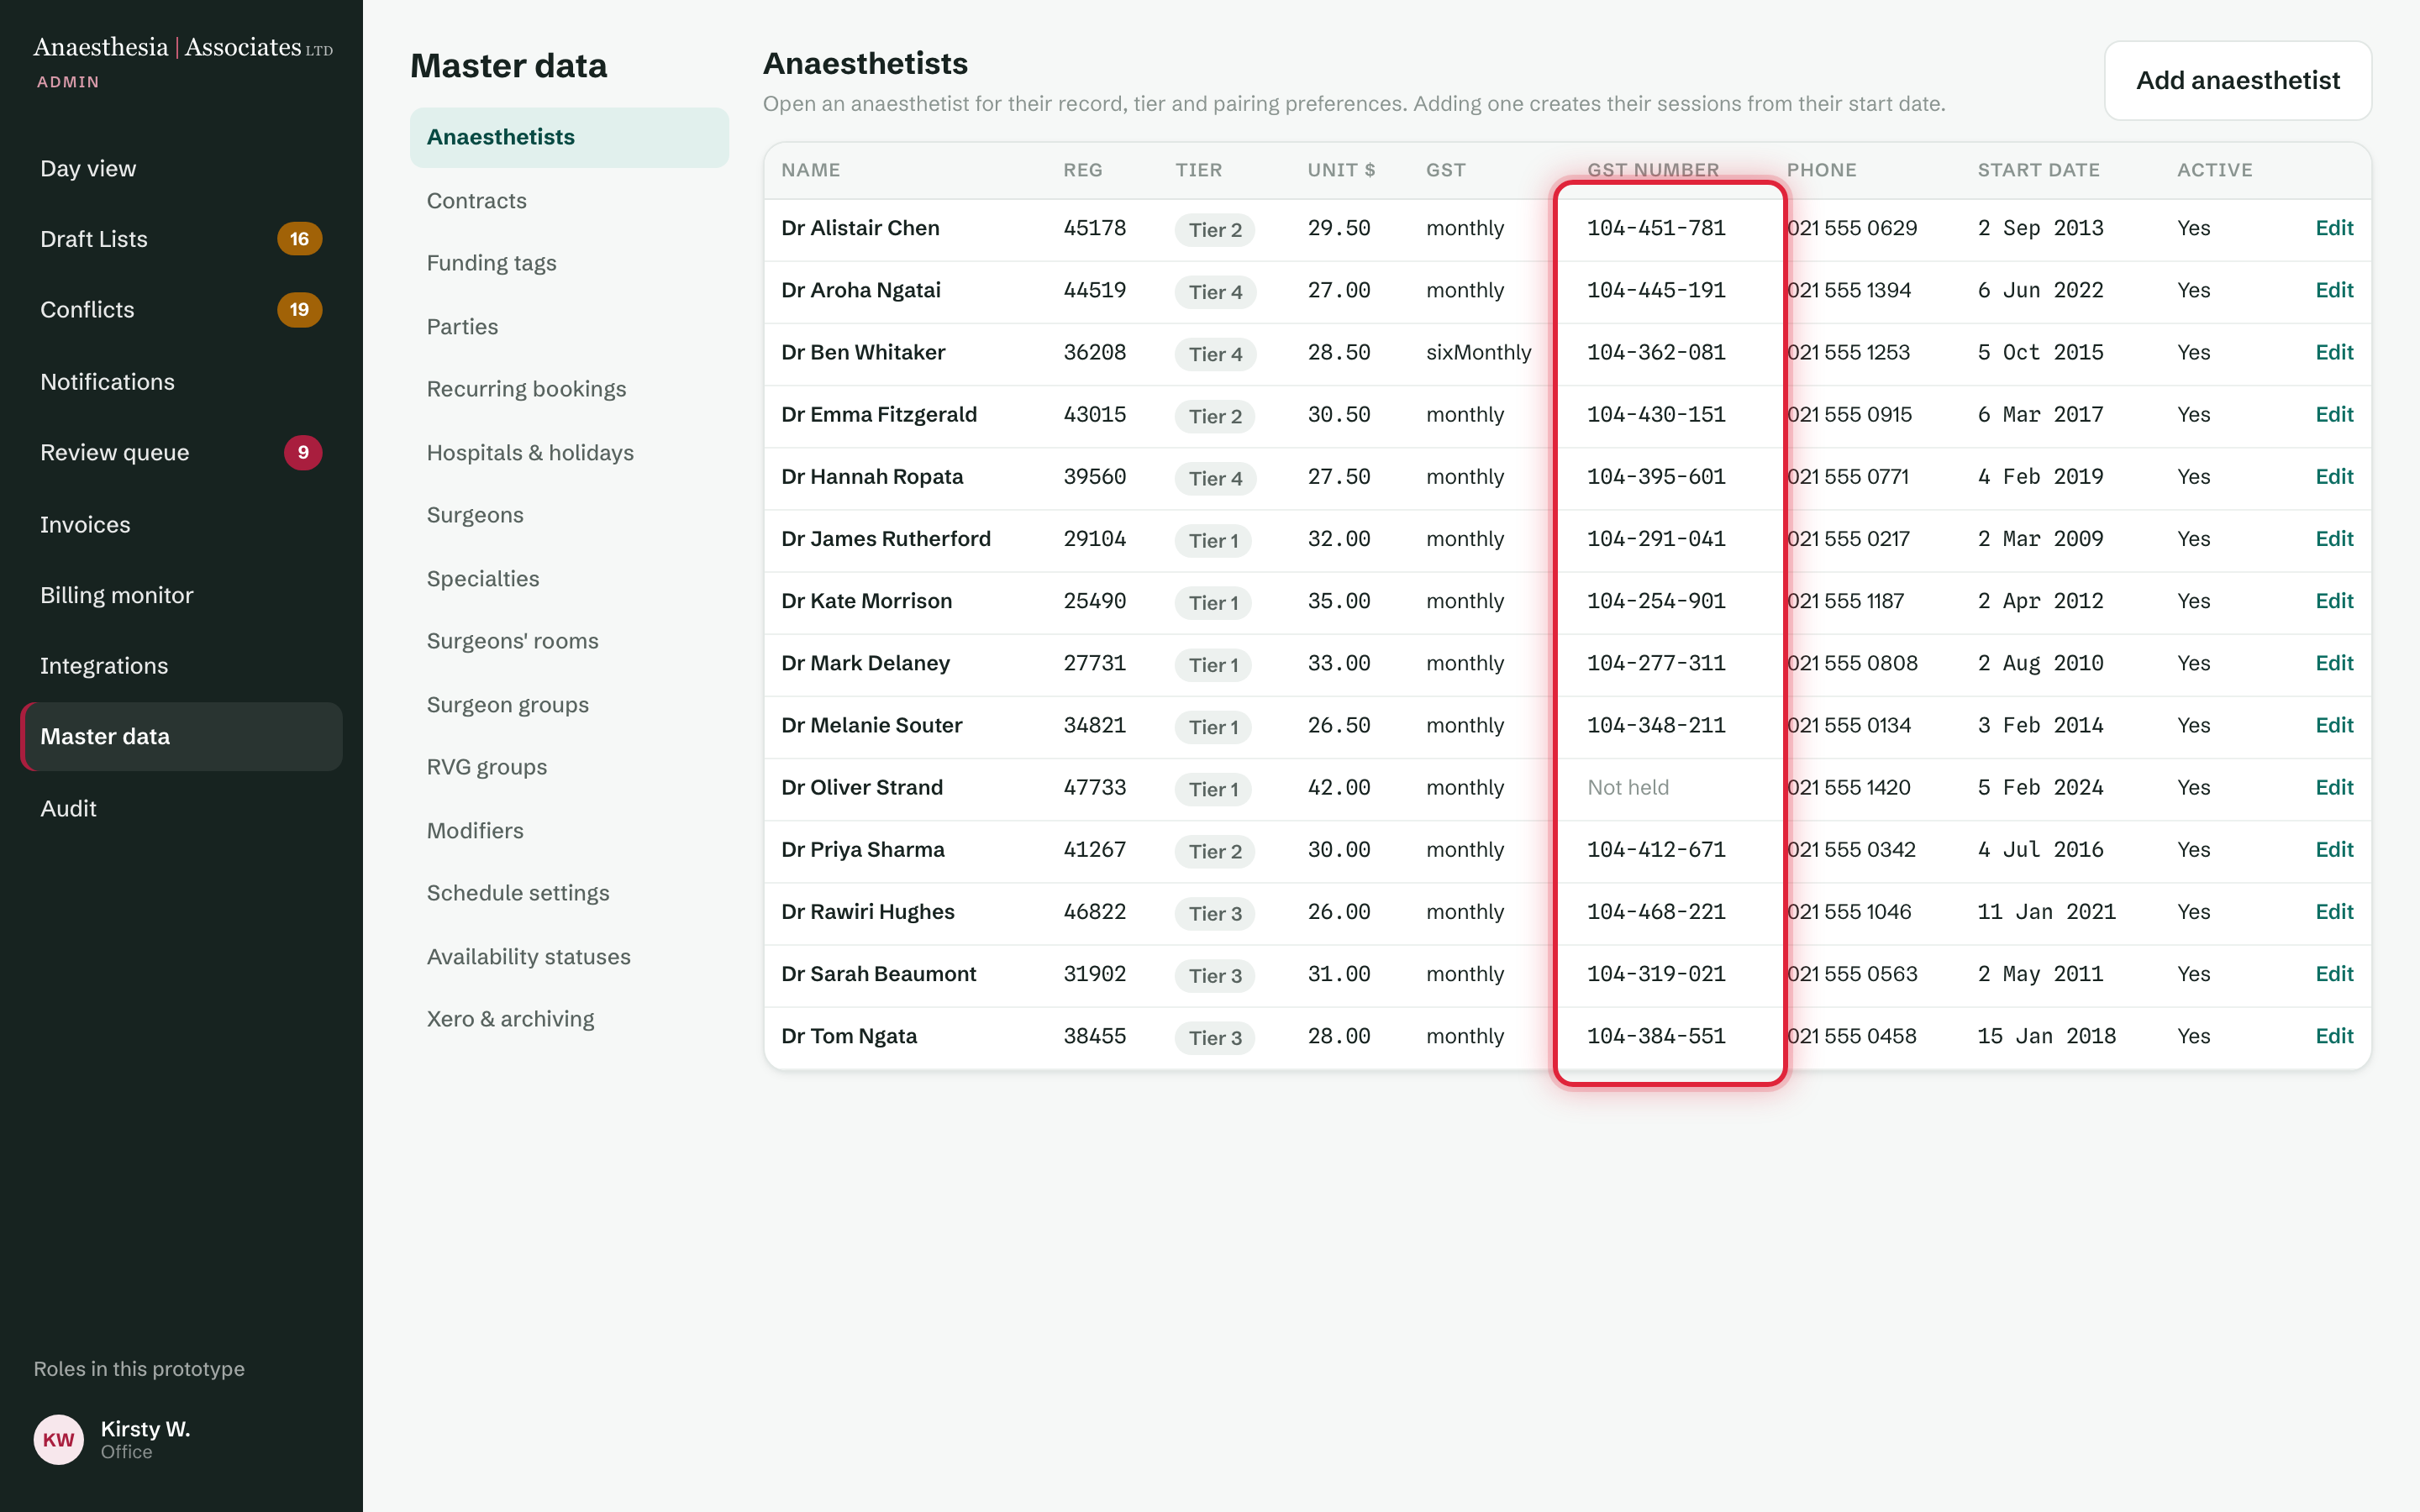 Anaesthesia | Associates LTD
ADMIN
Day view
Draft Lists 16
Conflicts 19
Notifications
Review queue 9
Invoices
Billing monitor
Integrations
Master data
Audit
Roles in this prototype
KW
Kirsty W.
Office
Master data
Anaesthetists
Contracts
Funding tags
Parties
Recurring bookings
Hospitals & holidays
Surgeons
Specialties
Surgeons' rooms
Surgeon groups
RVG groups
Modifiers
Schedule settings
Availability statuses
Xero & archiving
Anaesthetists
Open an anaesthetist for their record, tier and pairing preferences. Adding one creates their sessions from their start date.
Add anaesthetist
NAME REG TIER UNIT $ GST GST NUMBER PHONE START DATE ACTIVE
Dr Alistair Chen 45178 Tier 2 29.50 monthly 104-451-781 021 555 0629 2 Sep 2013 Yes Edit
Dr Aroha Ngatai 44519 Tier 4 27.00 monthly 104-445-191 021 555 1394 6 Jun 2022 Yes Edit
Dr Ben Whitaker 36208 Tier 4 28.50 sixMonthly 104-362-081 021 555 1253 5 Oct 2015 Yes Edit
Dr Emma Fitzgerald 43015 Tier 2 30.50 monthly 104-430-151 021 555 0915 6 Mar 2017 Yes Edit
Dr Hannah Ropata 39560 Tier 4 27.50 monthly 104-395-601 021 555 0771 4 Feb 2019 Yes Edit
Dr James Rutherford 29104 Tier 1 32.00 monthly 104-291-041 021 555 0217 2 Mar 2009 Yes Edit
Dr Kate Morrison 25490 Tier 1 35.00 monthly 104-254-901 021 555 1187 2 Apr 2012 Yes Edit
Dr Mark Delaney 27731 Tier 1 33.00 monthly 104-277-311 021 555 0808 2 Aug 2010 Yes Edit
Dr Melanie Souter 34821 Tier 1 26.50 monthly 104-348-211 021 555 0134 3 Feb 2014 Yes Edit
Dr Oliver Strand 47733 Tier 1 42.00 monthly Not held 021 555 1420 5 Feb 2024 Yes Edit
Dr Priya Sharma 41267 Tier 2 30.00 monthly 104-412-671 021 555 0342 4 Jul 2016 Yes Edit
Dr Rawiri Hughes 46822 Tier 3 26.00 monthly 104-468-221 021 555 1046 11 Jan 2021 Yes Edit
Dr Sarah Beaumont 31902 Tier 3 31.00 monthly 104-319-021 021 555 0563 2 May 2011 Yes Edit
Dr Tom Ngata 38455 Tier 3 28.00 monthly 104-384-551 021 555 0458 15 Jan 2018 Yes Edit